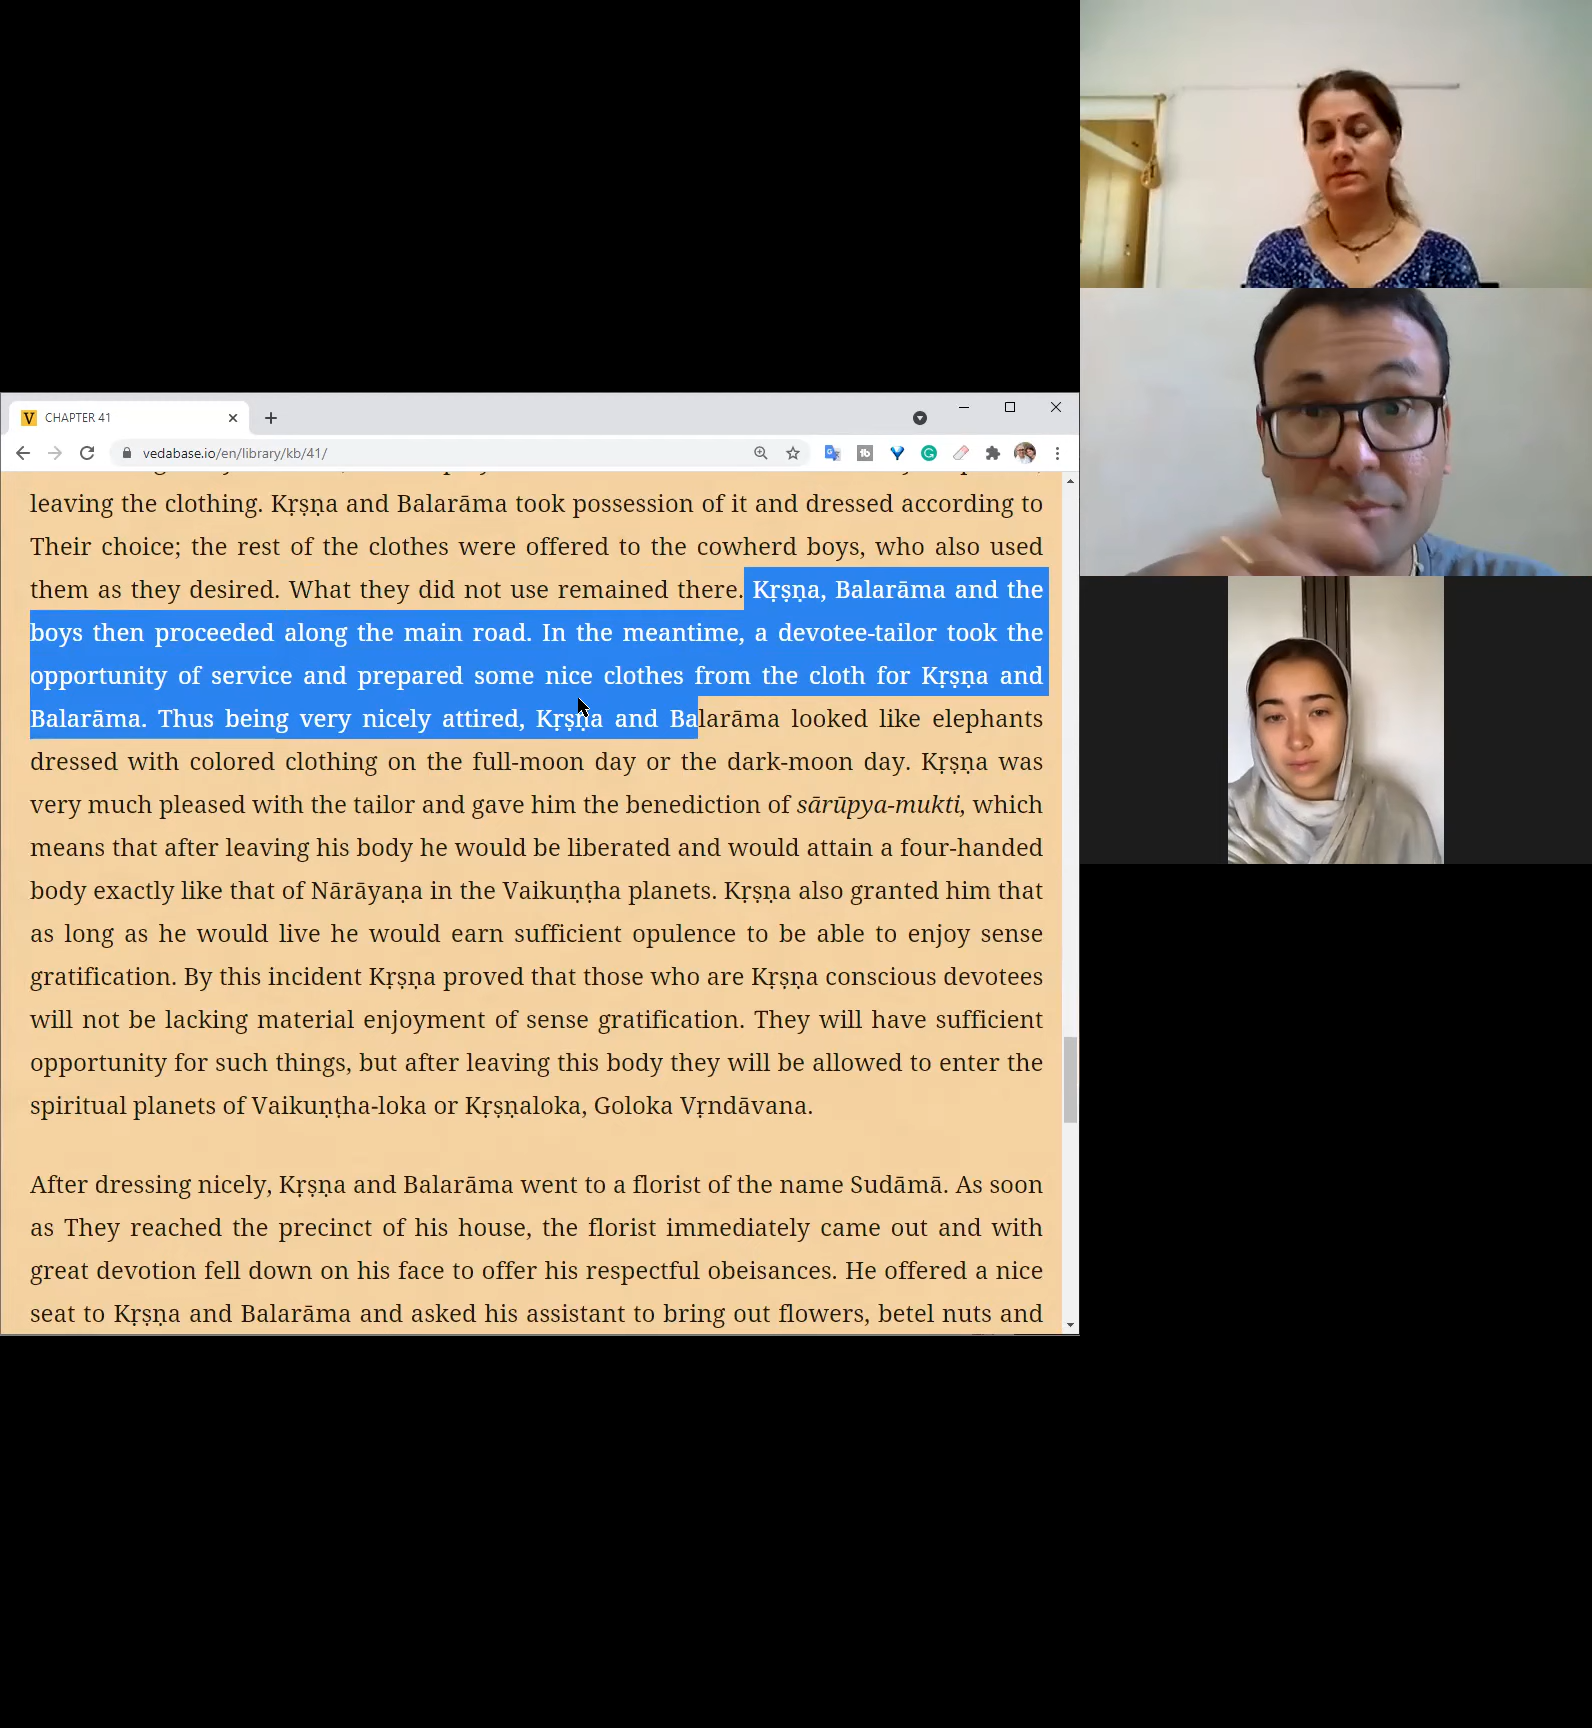 CHAPTER 41
vedabase.io/en/library/kb/41/
leaving the clothing. Kṛṣṇa and Balarāma took possession of it and dressed according to
Their choice; the rest of the clothes were offered to the cowherd boys, who also used
them as they desired. What they did not use remained there. Kṛṣṇa, Balarāma and the
boys then proceeded along the main road. In the meantime, a devotee-tailor took the
opportunity of service and prepared some nice clothes from the cloth for Kṛṣṇa and
Balarāma. Thus being very nicely attired, Kṛṣṇa and Balarāma looked like elephants
dressed with colored clothing on the full-moon day or the dark-moon day. Kṛṣṇa was
very much pleased with the tailor and gave him the benediction of sārūpya-mukti, which
means that after leaving his body he would be liberated and would attain a four-handed
body exactly like that of Nārāyaṇa in the Vaikuṇṭha planets. Kṛṣṇa also granted him that
as long as he would live he would earn sufficient opulence to be able to enjoy sense
gratification. By this incident Kṛṣṇa proved that those who are Kṛṣṇa conscious devotees
will not be lacking material enjoyment of sense gratification. They will have sufficient
opportunity for such things, but after leaving this body they will be allowed to enter the
spiritual planets of Vaikuṇṭha-loka or Kṛṣṇaloka, Goloka Vṛndāvana.
After dressing nicely, Kṛṣṇa and Balarāma went to a florist of the name Sudāmā. As soon
as They reached the precinct of his house, the florist immediately came out and with
great devotion fell down on his face to offer his respectful obeisances. He offered a nice
seat to Kṛṣṇa and Balarāma and asked his assistant to bring out flowers, betel nuts and